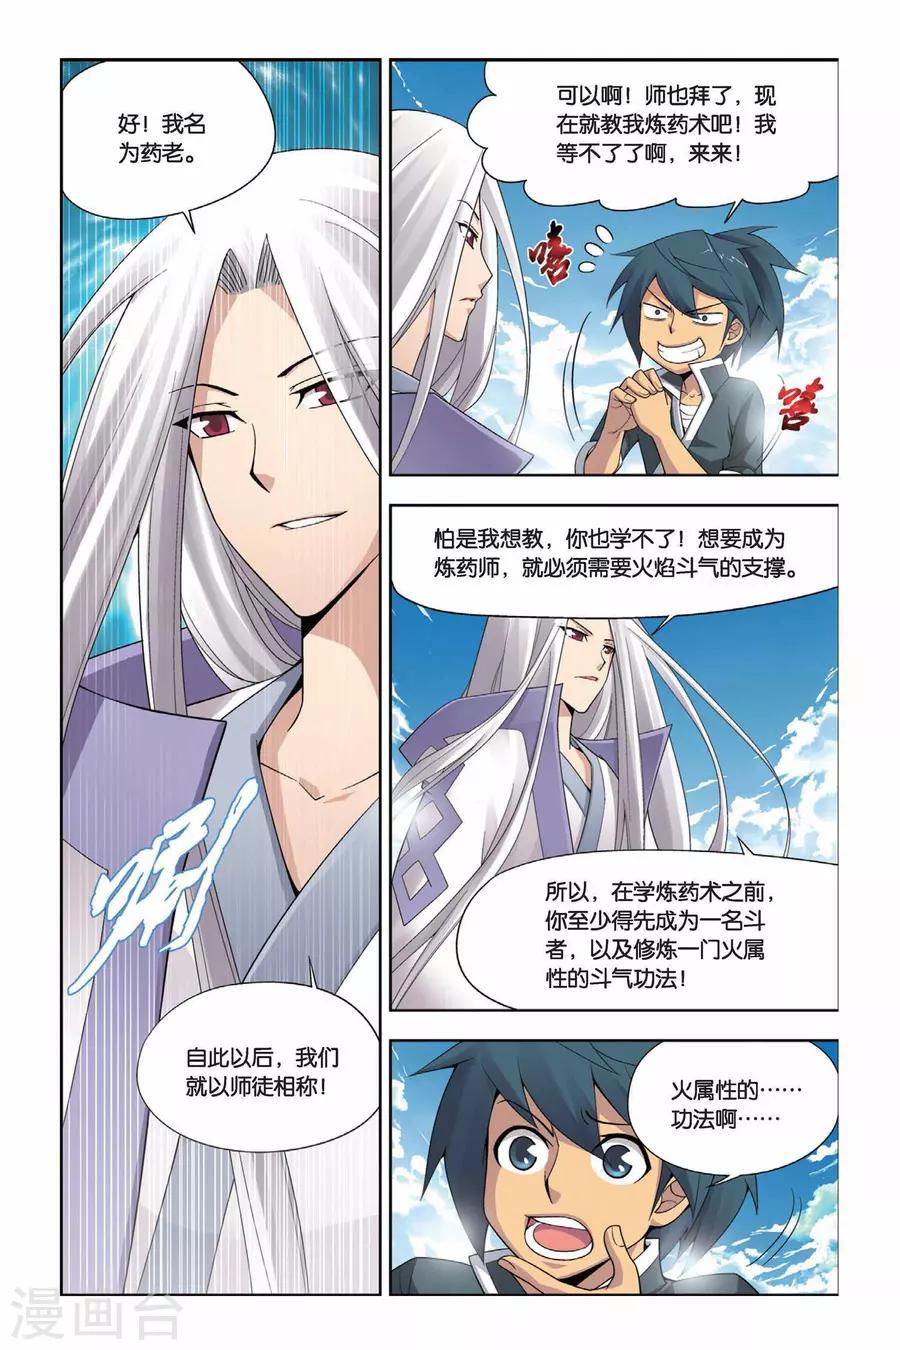 好！我名
为药老。
唰
自此以后，我们
就以师徒相称！
可以啊！师也拜了，现
在就教我炼药术吧！我
等不了了啊，来来！
嘻
嘻
怕是我想教，你也学不了！想要成为
炼药师，就必须需要火焰斗气的支撑。
所以，在学炼药术之前，
你至少得先成为一名斗
者，以及修炼一门火属
性的斗气功法！
火属性的……
功法啊……
漫画台